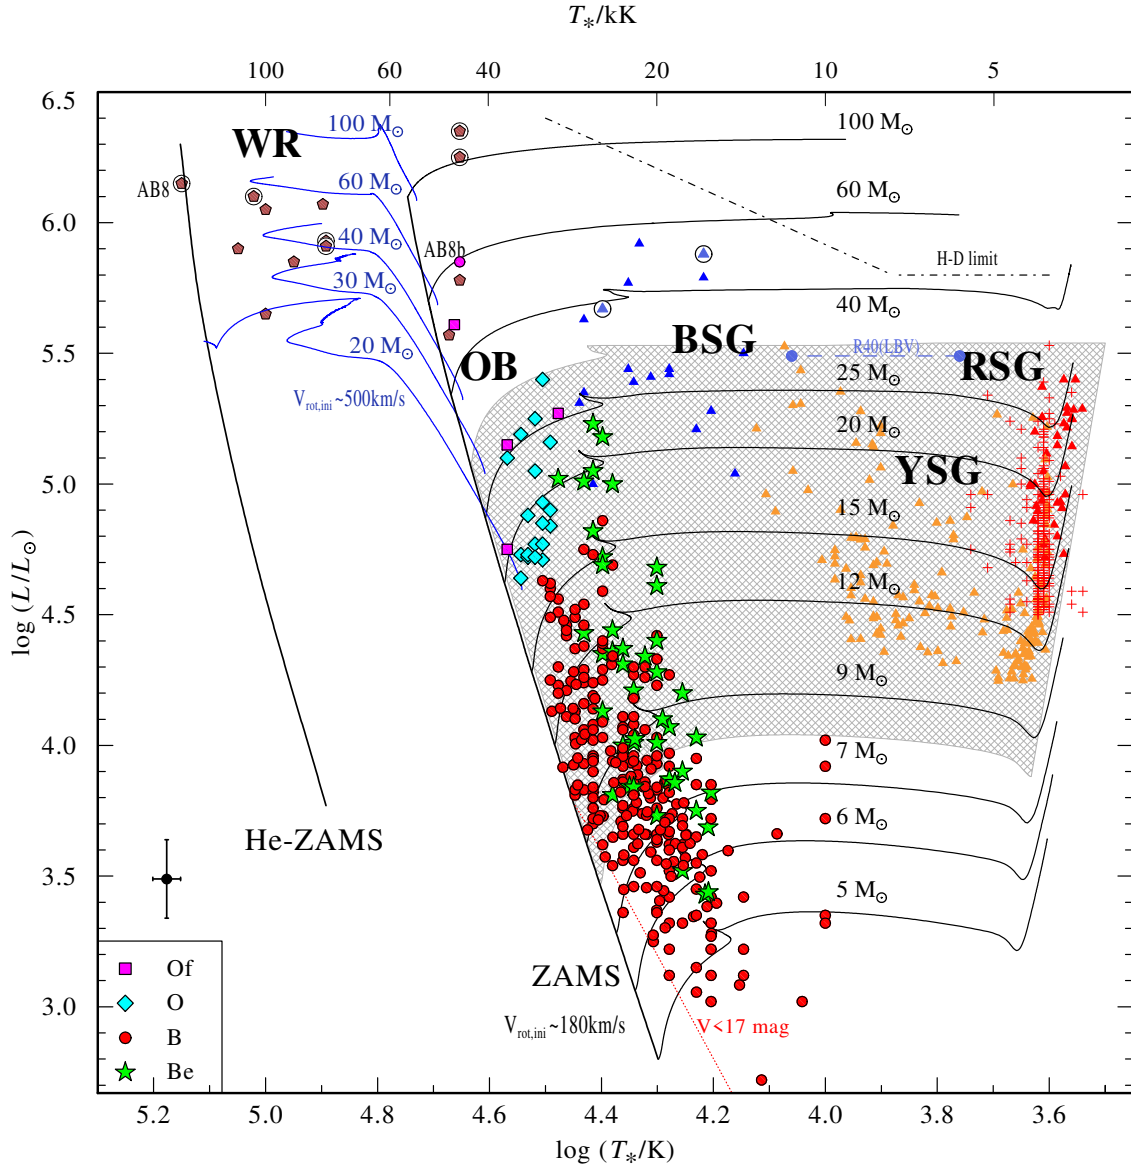 T*/kK
100 60 40 20 10 5
6.5
6.0
5.5
5.0
4.5
4.0
3.5
3.0
log (L/L⊙)
5.2 5.0 4.8 4.6 4.4 4.2 4.0 3.8 3.6
log (T*/K)
WR
100 M⊙
100 M⊙
AB8
60 M⊙
60 M⊙
40 M⊙
AB8b
H-D limit
30 M⊙
40 M⊙
20 M⊙
OB
BSG
R40(LBV)
RSG
25 M⊙
Vrot,ini~500km/s
20 M⊙
YSG
15 M⊙
12 M⊙
9 M⊙
7 M⊙
6 M⊙
He-ZAMS
5 M⊙
ZAMS
Vrot,ini~180km/s
V<17 mag
Of
O
B
Be